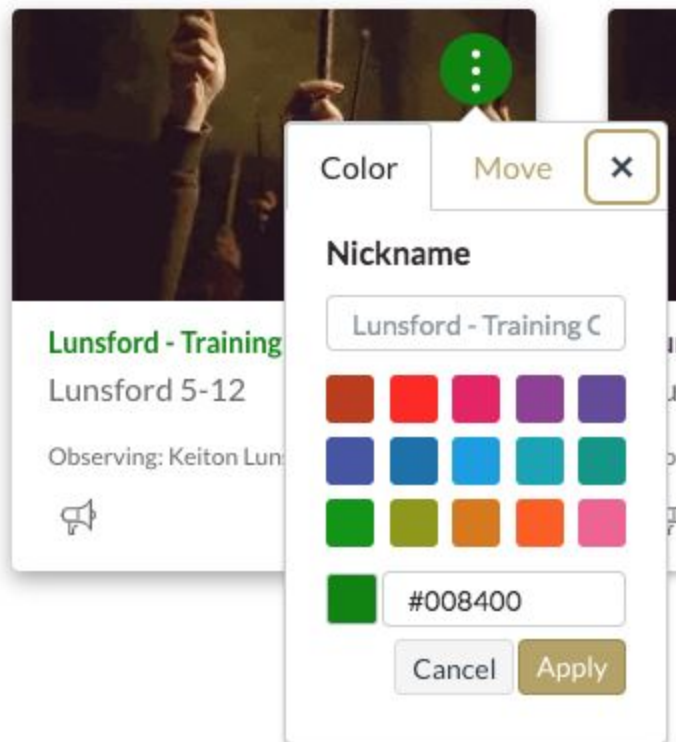 Color
Move
×
Nickname
Lunsford - Training C
#008400
Cancel
Apply
Lunsford - Training
Lunsford 5-12
Observing: Keiton Lun